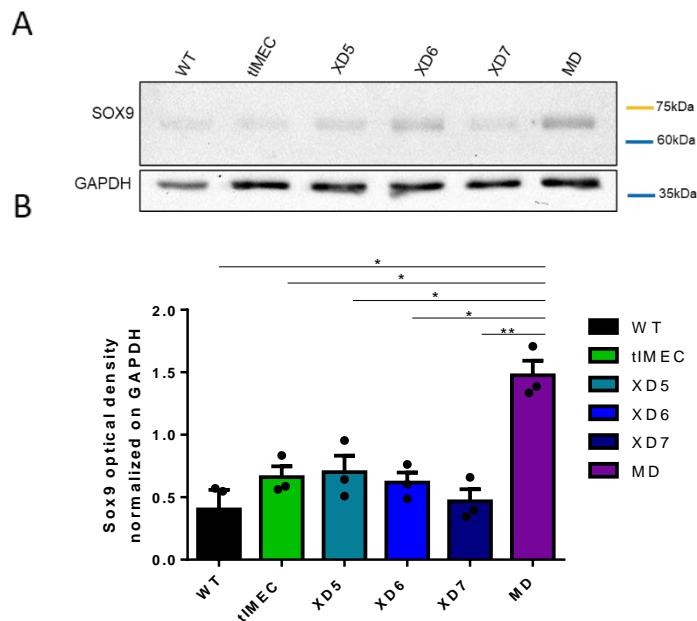 A
WT tIMEC XD5 XD6 XD7 MD
SOX9
75kDa
60kDa
GAPDH
35kDa
B
*
*
*
*
**
Sox9 optical density
normalized on GAPDH
2.0
1.5
1.0
0.5
0.0
WT tIMEC XD5 XD6 XD7 MD
WT
tIMEC
XD5
XD6
XD7
MD